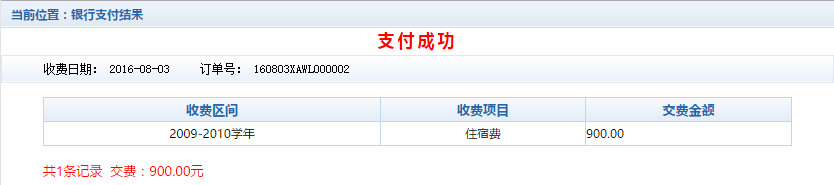 当前位置：银行支付结果
支付成功
收费日期： 2016-08-03 订单号： 160803XAWL000002
收费区间 收费项目 交费金额
2009-2010学年 住宿费 900.00
共1条记录 交费：900.00元